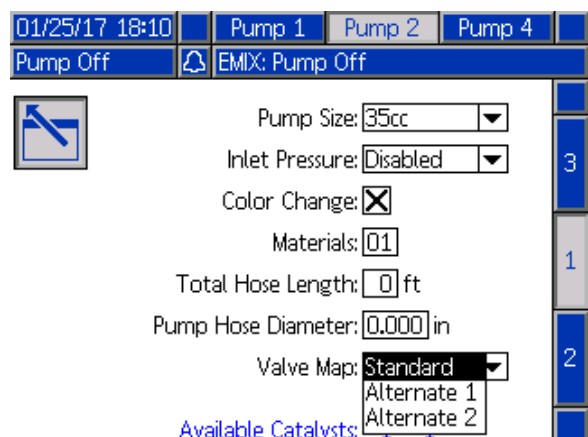 01/25/17 18:10 Pump 1 Pump 2 Pump 4
Pump Off EMIX: Pump Off
Pump Size: 35cc
Inlet Pressure: Disabled
3
Color Change:
Materials: 01
1
Total Hose Length: 0 ft
Pump Hose Diameter: 0.000 in
Valve Map: Standard
2
Alternate 1
Alternate 2
Available Catalysts: